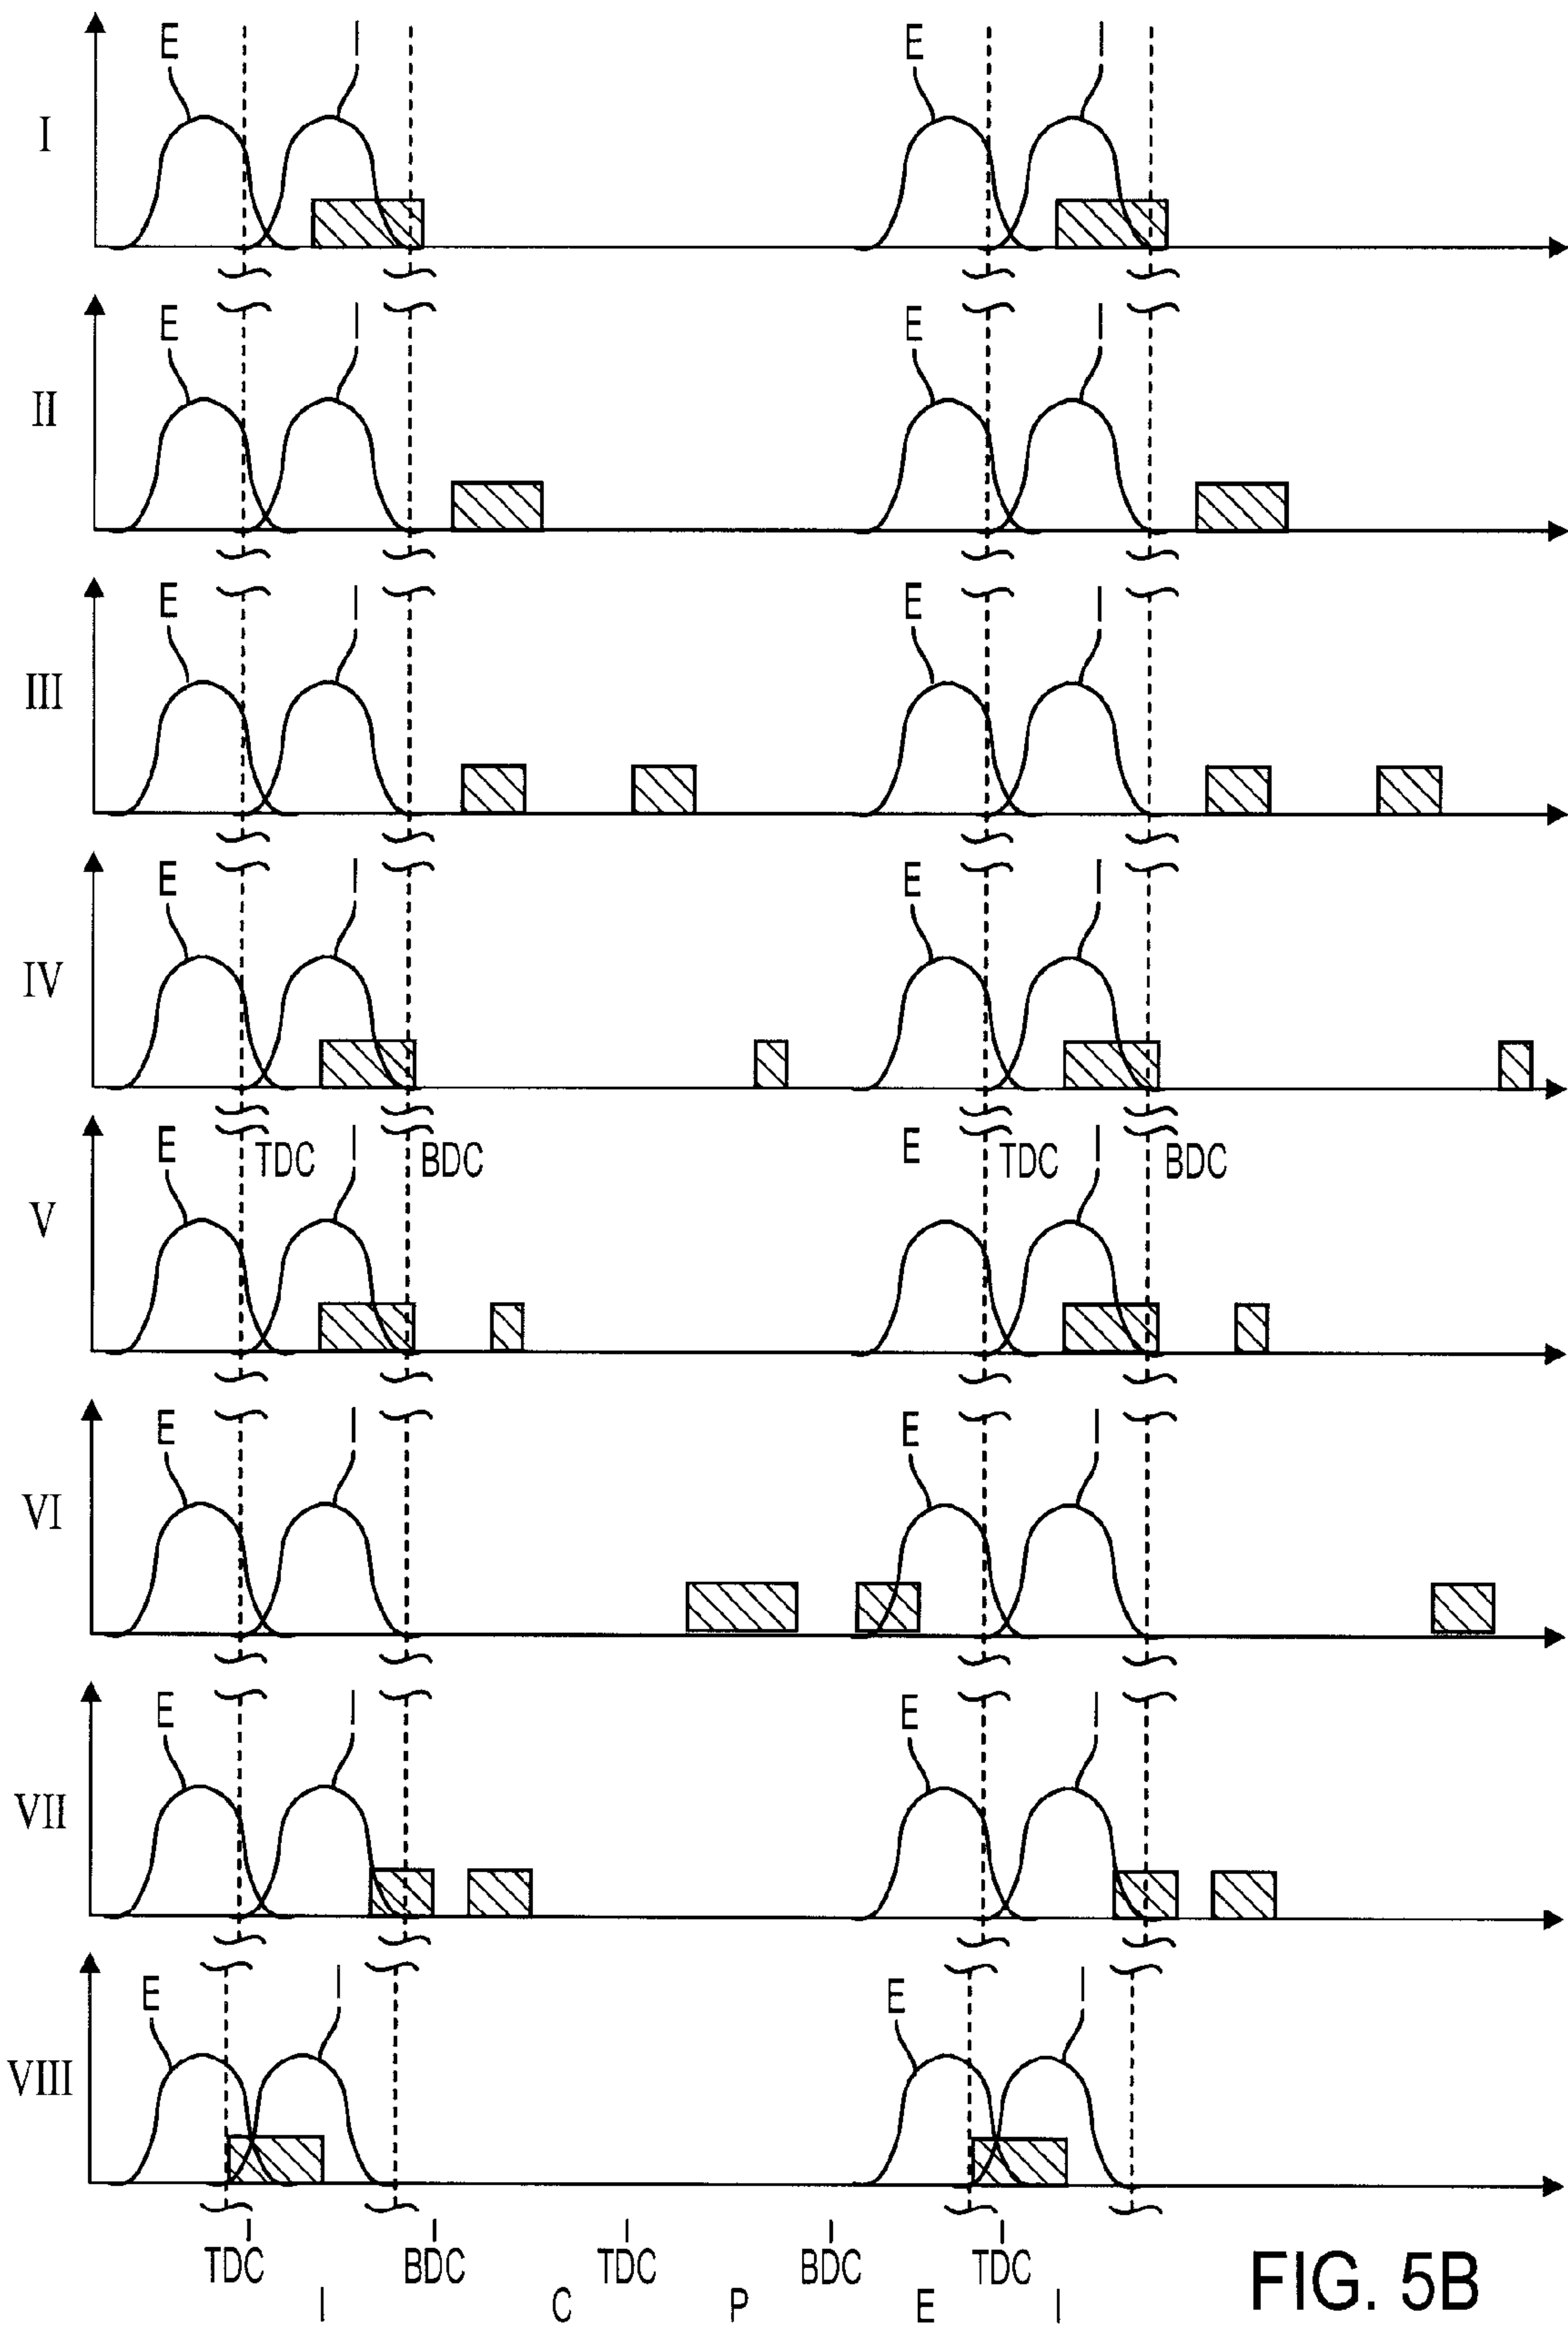 E I E I
I
E I E I
II
E I E I
III
E I E I
IV
E TDC I BDC E TDC I BDC
V
E I E I
VI
E I E I
VII
E I E I
VIII
TDC BDC TDC BDC TDC
I C P E I
FIG. 5B